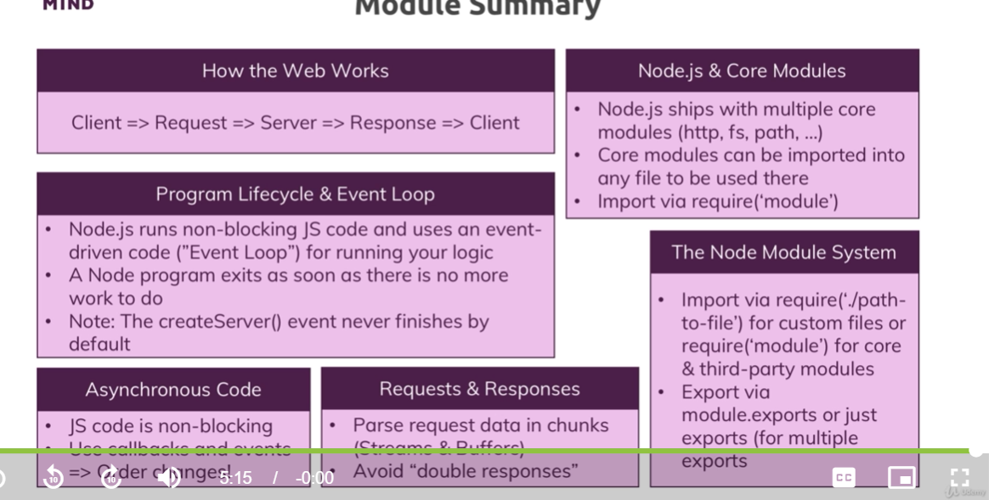 MIND
Module Summary
How the Web Works
Client => Request => Server => Response => Client
Node.js & Core Modules
• Node.js ships with multiple core
modules (http, fs, path, ...)
• Core modules can be imported into
any file to be used there
• Import via require(‘module’)
Program Lifecycle & Event Loop
• Node.js runs non-blocking JS code and uses an event-
driven code (”Event Loop”) for running your logic
• A Node program exits as soon as there is no more
work to do
• Note: The createServer() event never finishes by
default
The Node Module System
• Import via require(‘./path-
to-file’) for custom files or
require(‘module’) for core
& third-party modules
• Export via
module.exports or just
exports (for multiple
exports
Asynchronous Code
• JS code is non-blocking
• Use callbacks and events
=> Order changes!
Requests & Responses
• Parse request data in chunks
(Streams & Buffers)
• Avoid “double responses”
10
10
5:15 / -0:00
CC
Udemy